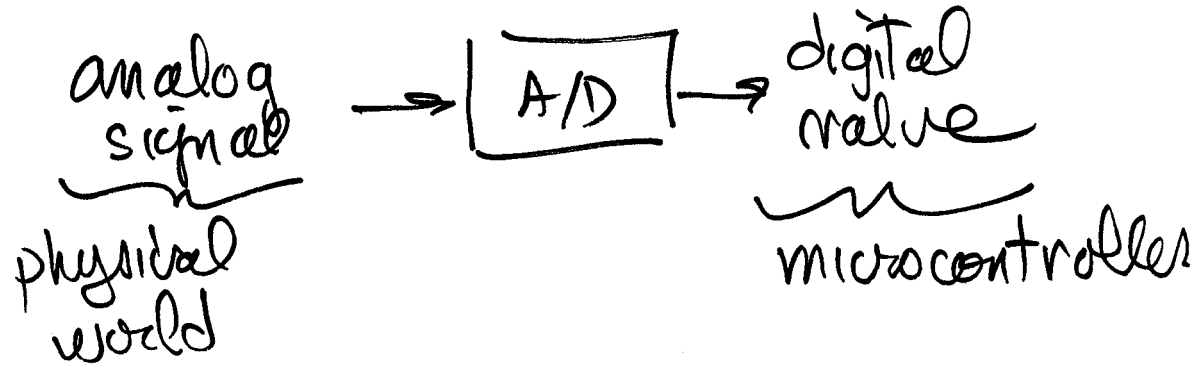 analog
signal
physical
world
A/D
digital
value
microcontroller